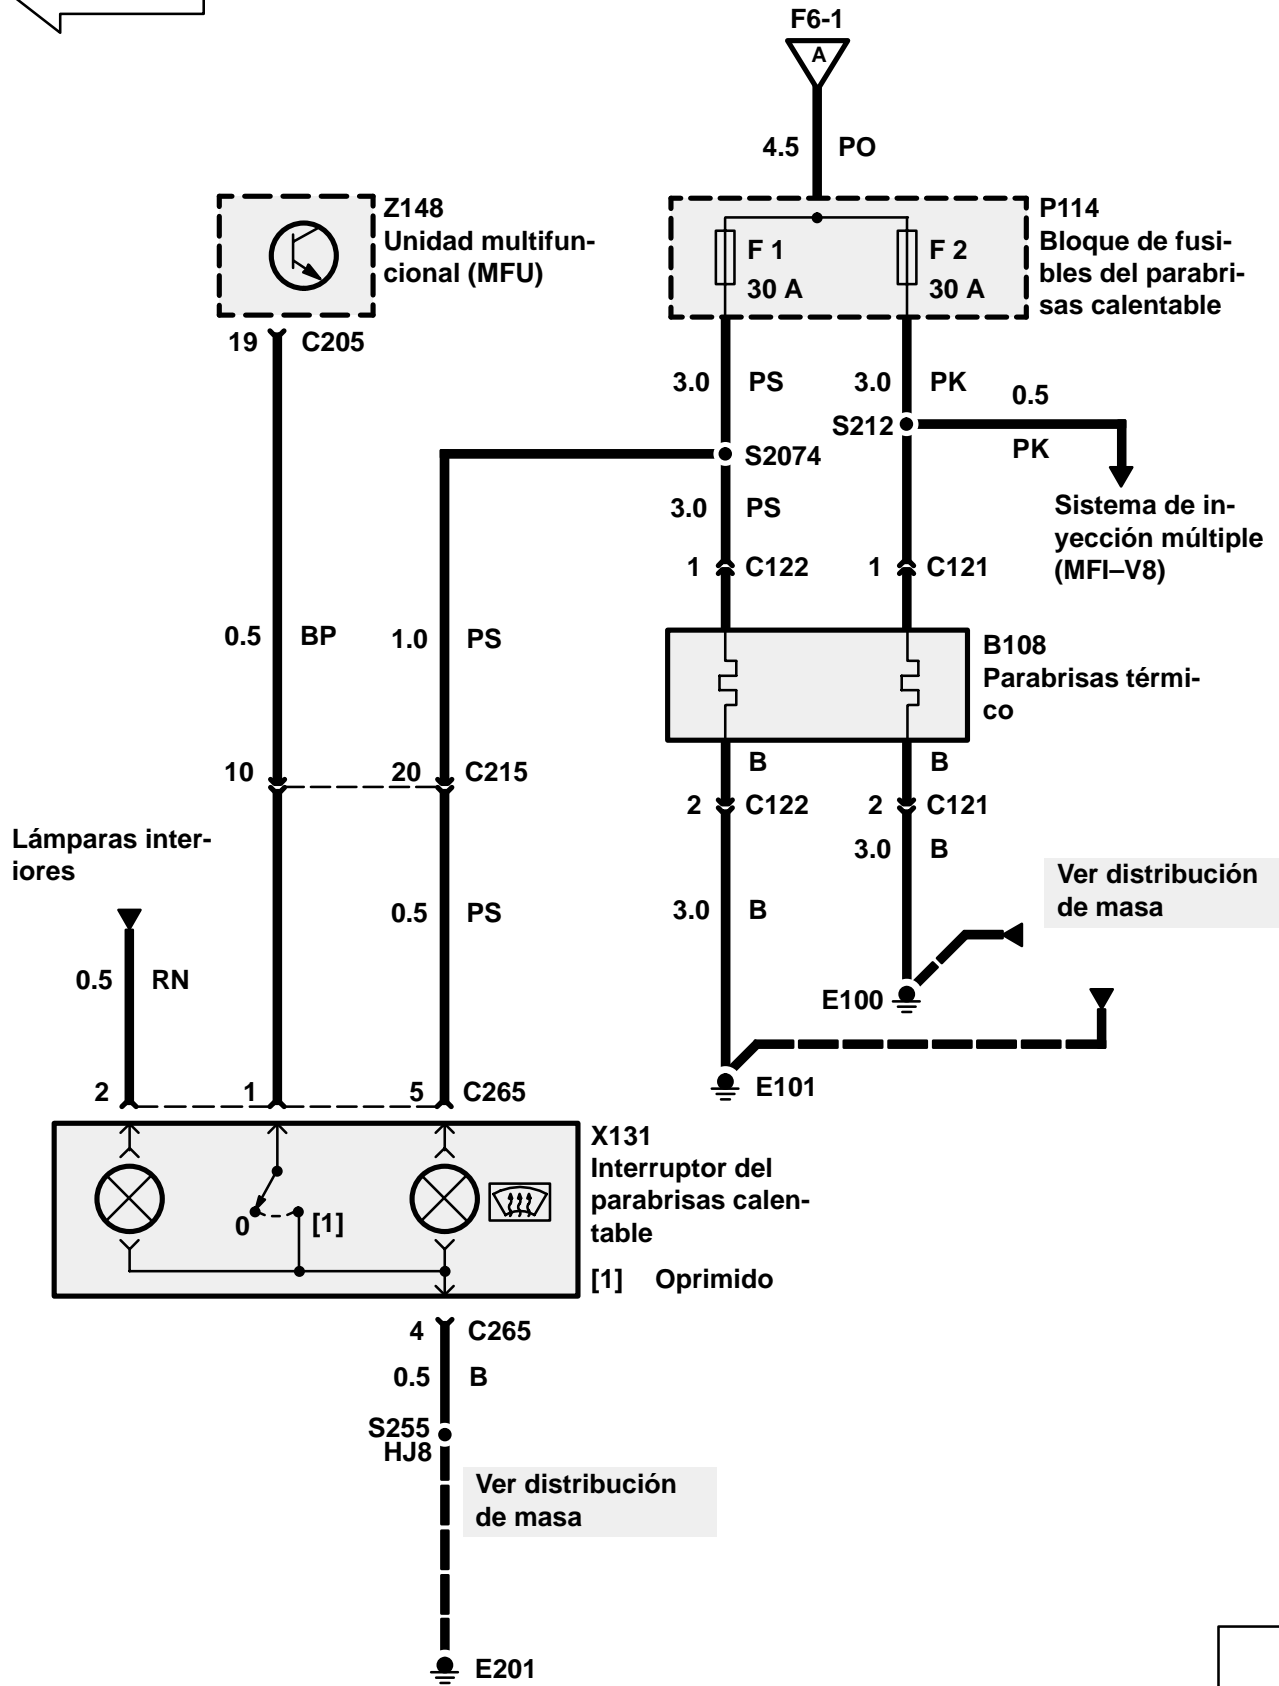 F6-1
A
4.5 PO
Z148
Unidad multifun-
cional (MFU)
P114
Bloque de fusi-
bles del parabri-
sas calentable
F 1
30 A
F 2
30 A
19 C205
3.0 PS
3.0 PK
0.5
S212
PK
S2074
3.0 PS
Sistema de in-
yección múltiple
(MFI–V8)
1 C122
1 C121
0.5 BP
1.0 PS
B108
Parabrisas térmi-
co
B
B
10
20 C215
2 C122
2 C121
Lámparas inter-
iores
3.0 B
Ver distribución
de masa
0.5 PS
3.0 B
0.5 RN
E100
E101
2
1
5 C265
X131
Interruptor del
parabrisas calen-
table
0
[1]
[1] Oprimido
4 C265
0.5 B
S255
HJ8
Ver distribución
de masa
E201